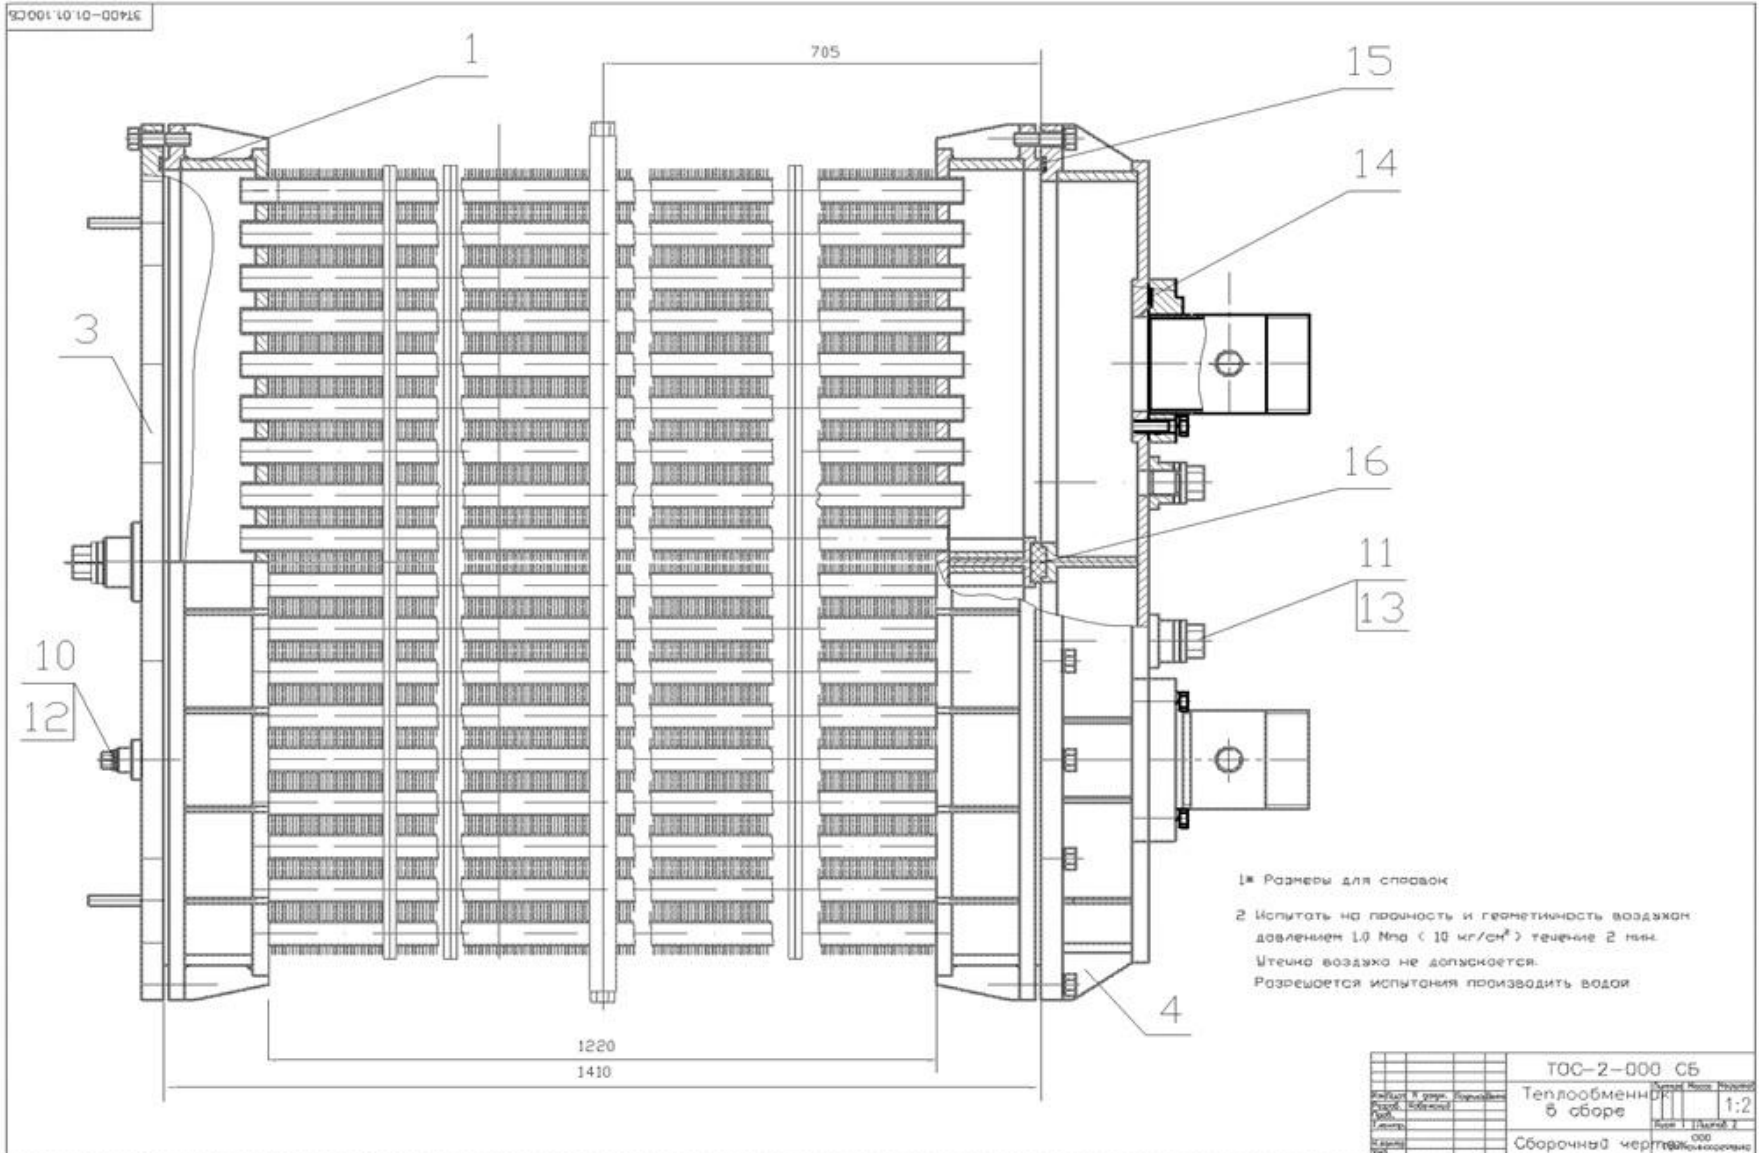 ЭТ400-01.01.100СБ
1
705
15
14
3
16
11
13
10
12
1* Размеры для справок
2 Испытать на прочность и герметичность воздухом
давлением 1.0 Мпа ( 10 кг/см² ) течение 2 мин.
Утечка воздуха не допускается.
Разрешается испытания производить водой
4
1220
1410
ТОС-2-000 СБ
Теплообменник
в сборе
1:2
Сборочный чертеж
ООО